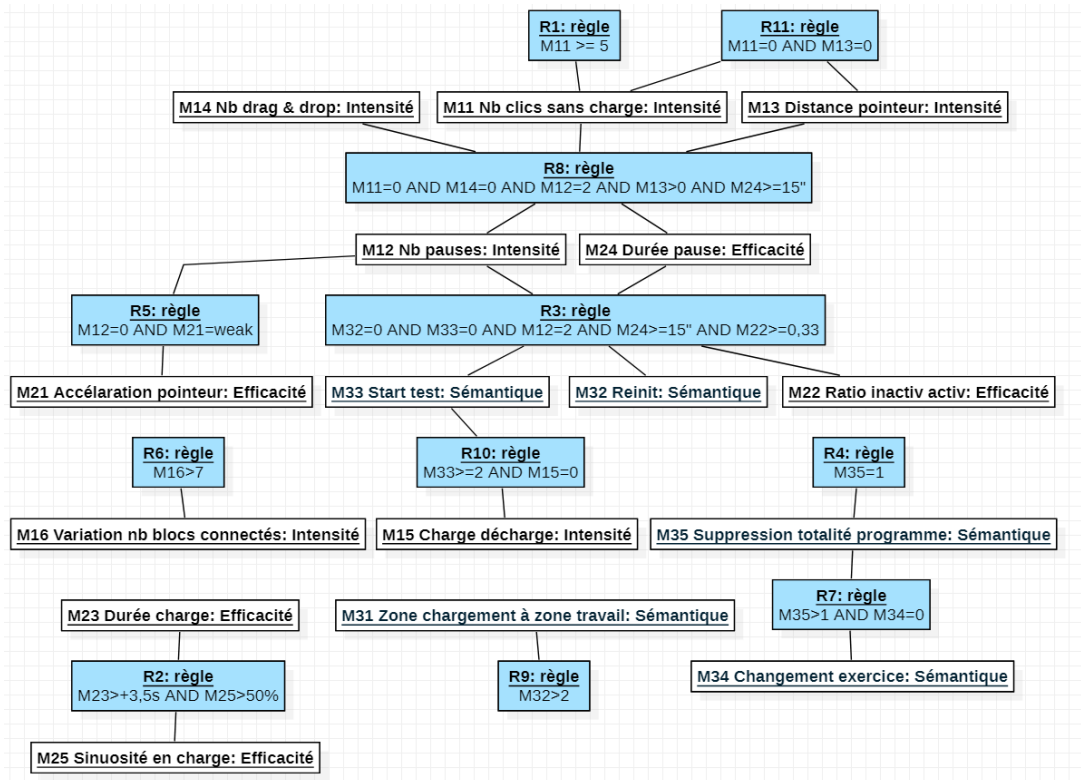 R1: règle
M11 >= 5
R11: règle
M11=0 AND M13=0
M14 Nb drag & drop: Intensité
M11 Nb clics sans charge: Intensité
M13 Distance pointeur: Intensité
R8: règle
M11=0 AND M14=0 AND M12=2 AND M13>0 AND M24>=15"
M12 Nb pauses: Intensité
M24 Durée pause: Efficacité
R5: règle
M12=0 AND M21=weak
R3: règle
M32=0 AND M33=0 AND M12=2 AND M24>=15" AND M22>=0,33
M21 Accélaration pointeur: Efficacité
M33 Start test: Sémantique
M32 Reinit: Sémantique
M22 Ratio inactiv activ: Efficacité
R6: règle
M16>7
R10: règle
M33>=2 AND M15=0
R4: règle
M35=1
M16 Variation nb blocs connectés: Intensité
M15 Charge décharge: Intensité
M35 Suppression totalité programme: Sémantique
R7: règle
M35>1 AND M34=0
M23 Durée charge: Efficacité
M31 Zone chargement à zone travail: Sémantique
R2: règle
M23>+3,5s AND M25>50%
R9: règle
M32>2
M34 Changement exercice: Sémantique
M25 Sinuosité en charge: Efficacité